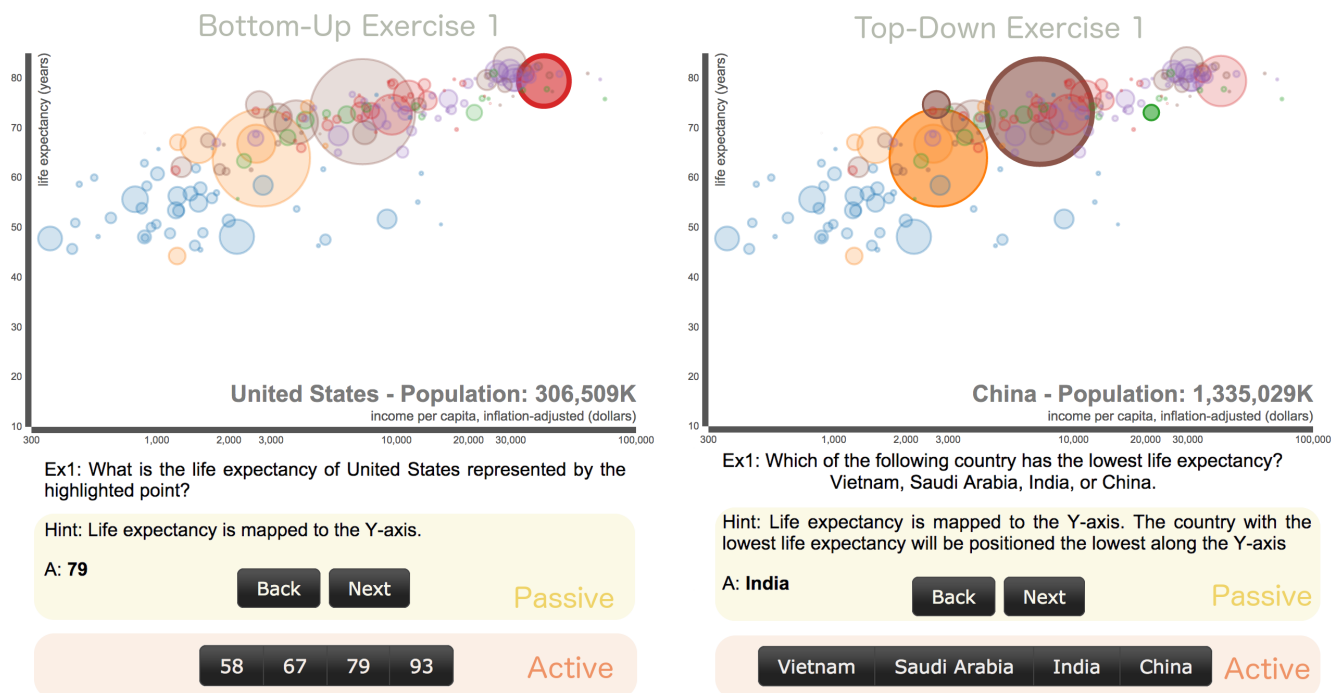 Bottom-Up Exercise 1
life expectancy (years)
80
70
60
50
40
30
20
10
United States - Population: 306,509K
income per capita, inflation-adjusted (dollars)
300 1,000 2,000 3,000 10,000 20,000 30,000 100,000
Ex1: What is the life expectancy of United States represented by the
highlighted point?
Hint: Life expectancy is mapped to the Y-axis.
A: 79
Back Next
Passive
58 67 79 93
Active
Top-Down Exercise 1
life expectancy (years)
80
70
60
50
40
30
20
10
China - Population: 1,335,029K
income per capita, inflation-adjusted (dollars)
300 1,000 2,000 3,000 10,000 20,000 30,000 100,000
Ex1: Which of the following country has the lowest life expectancy?
Vietnam, Saudi Arabia, India, or China.
Hint: Life expectancy is mapped to the Y-axis. The country with the
lowest life expectancy will be positioned the lowest along the Y-axis
A: India
Back Next
Passive
Vietnam Saudi Arabia India China
Active